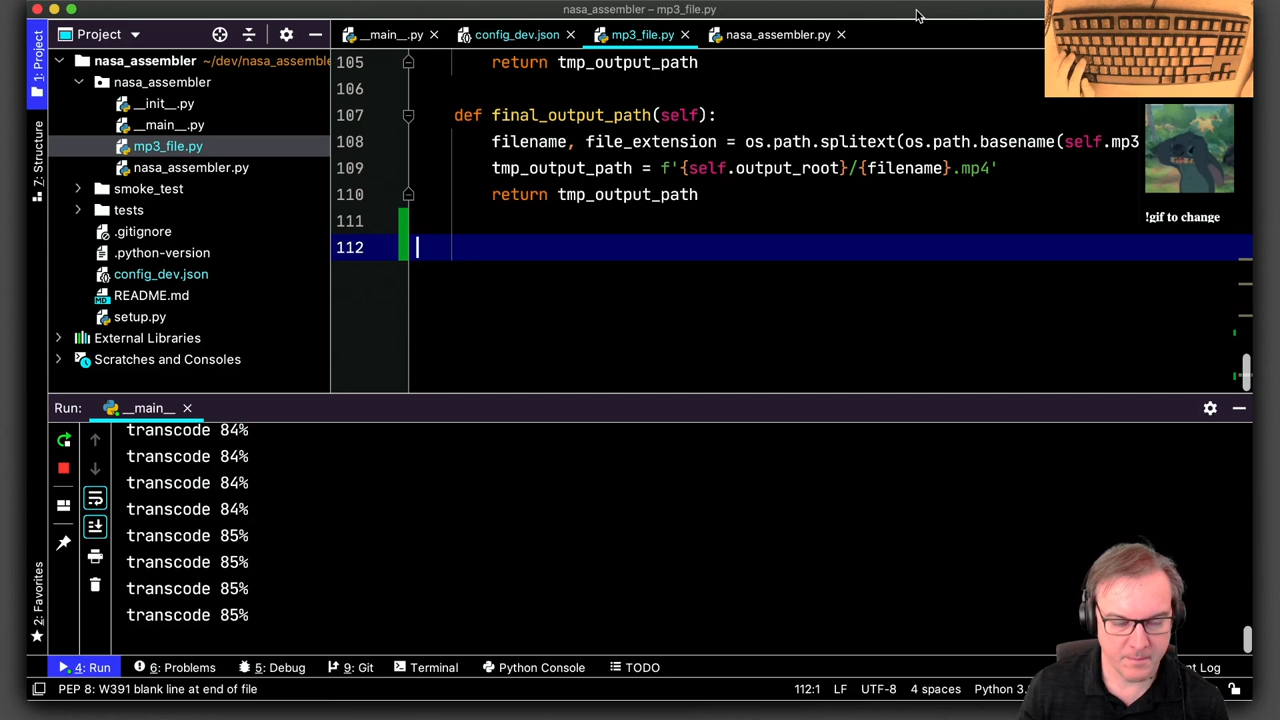 nasa_assembler – mp3_file.py
Project
__main__.py
config_dev.json
mp3_file.py
nasa_assembler.py
1: Project
7: Structure
2: Favorites
nasa_assembler ~/dev/nasa_assemble
nasa_assembler
__init__.py
__main__.py
mp3_file.py
nasa_assembler.py
smoke_test
tests
.gitignore
.python-version
config_dev.json
README.md
setup.py
External Libraries
Scratches and Consoles
105 return tmp_output_path
106
107 def final_output_path(self):
108 filename, file_extension = os.path.splitext(os.path.basename(self.mp3
109 tmp_output_path = f'{self.output_root}/{filename}.mp4'
110 return tmp_output_path
111
112
!gif to change
Run: __main__
transcode 84%
transcode 84%
transcode 84%
transcode 84%
transcode 85%
transcode 85%
transcode 85%
transcode 85%
4: Run 6: Problems 5: Debug 9: Git Terminal Python Console TODO nt Log
PEP 8: W391 blank line at end of file 112:1 LF UTF-8 4 spaces Python 3.